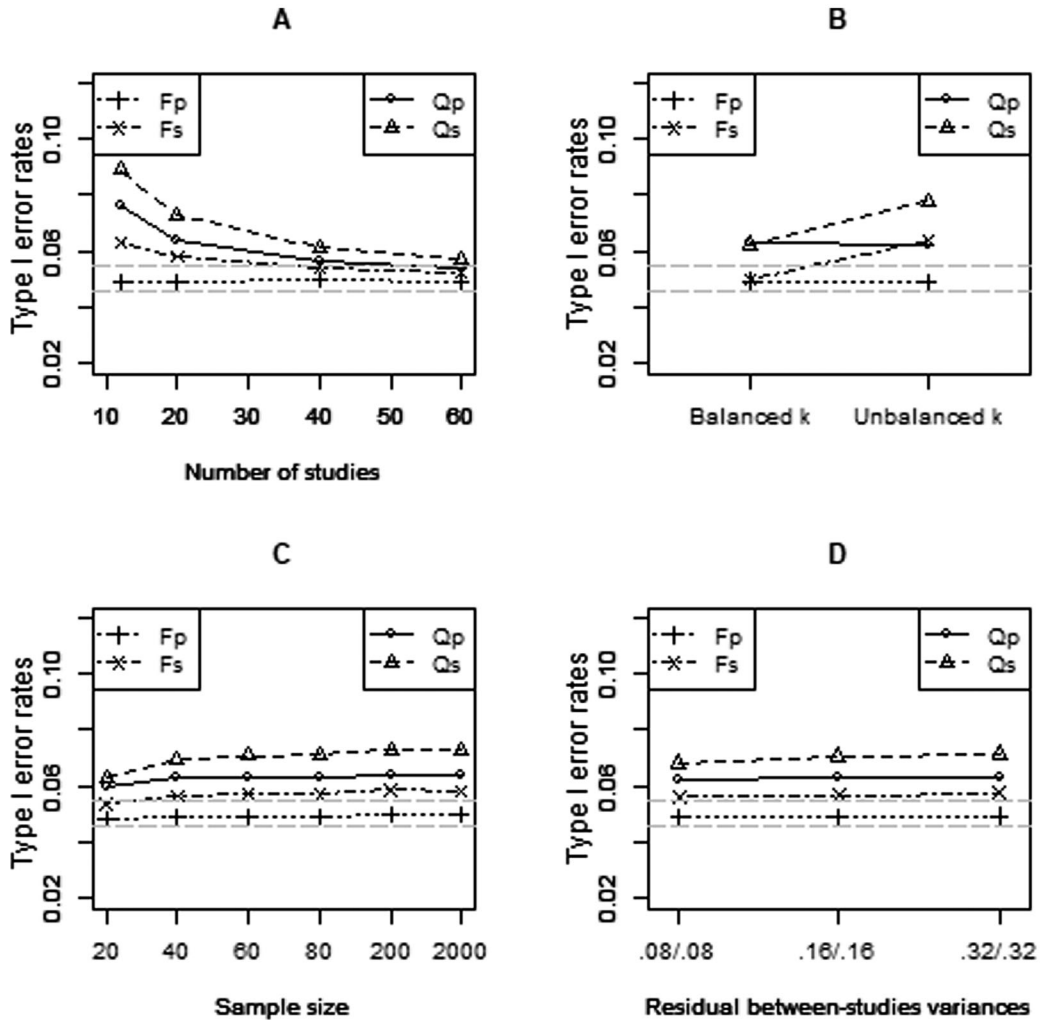 A
Fp
Fs
Qp
Qs
Type I error rates
0.02
0.06
0.10
10
20
30
40
50
60
Number of studies
B
Fp
Fs
Qp
Qs
Type I error rates
0.02
0.06
0.10
Balanced k
Unbalanced k
C
Fp
Fs
Qp
Qs
Type I error rates
0.02
0.06
0.10
20
40
60
80
200
2000
Sample size
D
Fp
Fs
Qp
Qs
Type I error rates
0.02
0.06
0.10
.08/.08
.16/.16
.32/.32
Residual between-studies variances